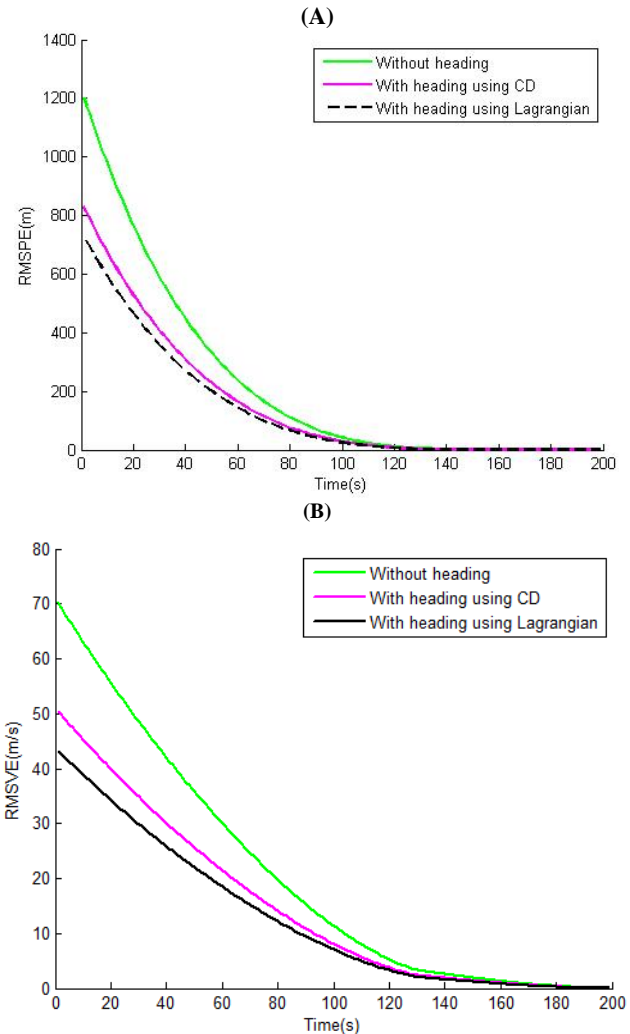 (A)
1400
1200
1000
800
600
400
200
0
RMSPE(m)
Without heading
With heading using CD
With heading using Lagrangian
0 20 40 60 80 100 120 140 160 180 200
Time(s)
(B)
80
70
60
50
40
30
20
10
0
RMSVE(m/s)
Without heading
With heading using CD
With heading using Lagrangian
0 20 40 60 80 100 120 140 160 180 200
Time(s)